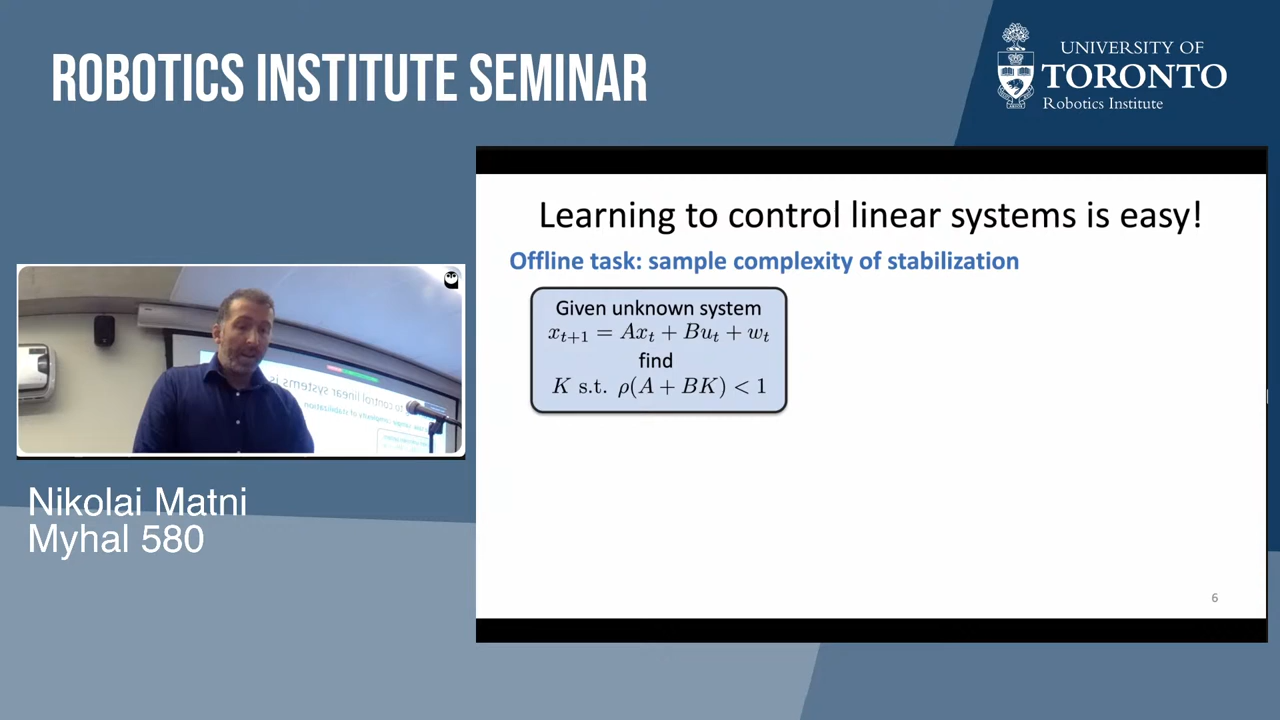 ROBOTICS INSTITUTE SEMINAR
UNIVERSITY OF
TORONTO
Robotics Institute
Learning to control linear systems is easy!
Offline task: sample complexity of stabilization
Given unknown system
x_{t+1} = Ax_t + Bu_t + w_t
find
K s.t. ρ(A + BK) < 1
6
Nikolai Matni
Myhal 580